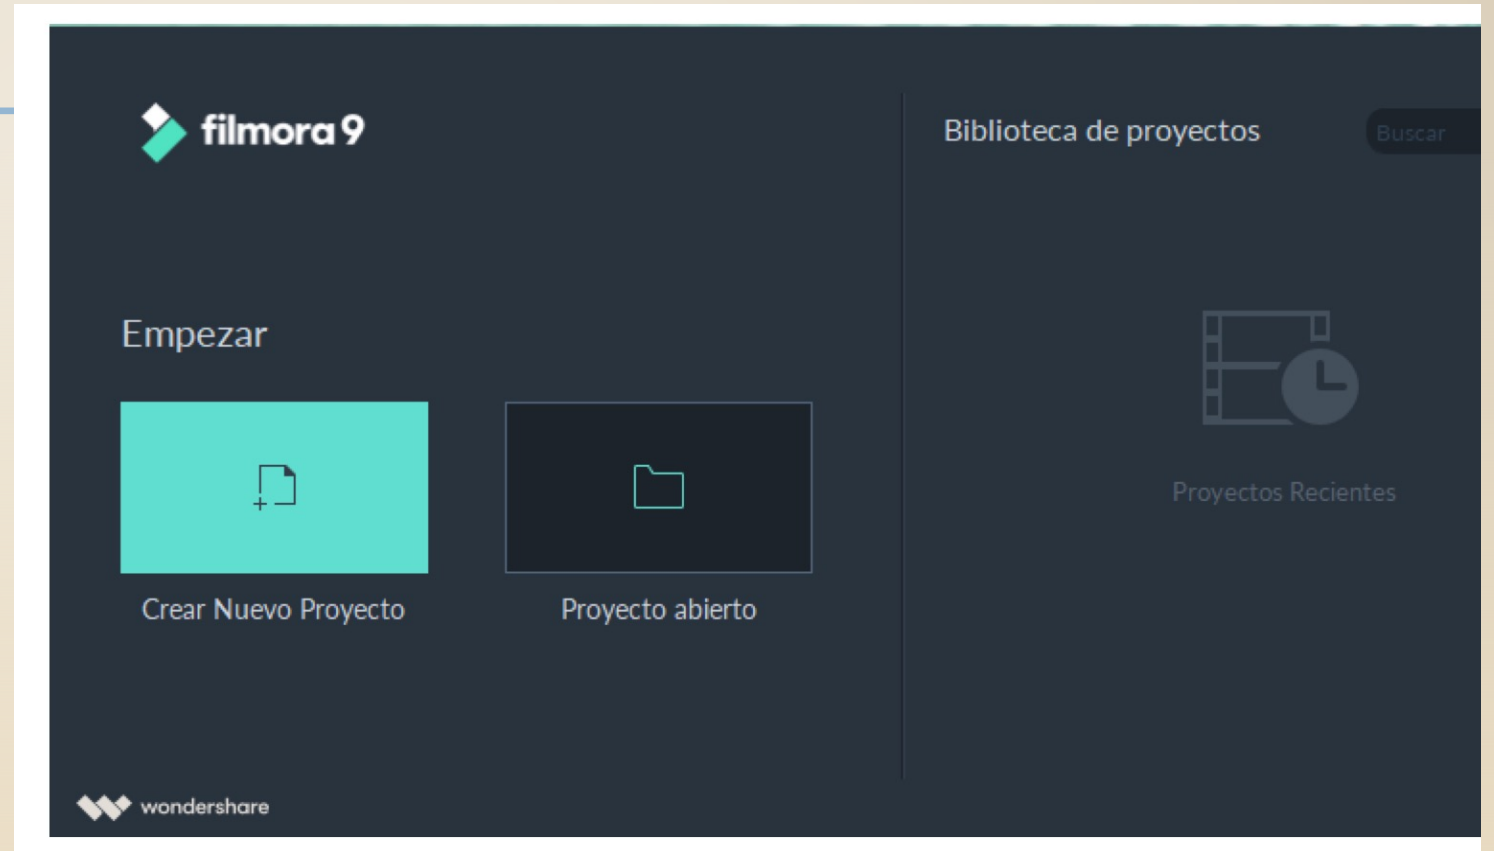 filmora9
Biblioteca de proyectos
Buscar
Empezar
Proyectos Recientes
Crear Nuevo Proyecto
Proyecto abierto
wondershare